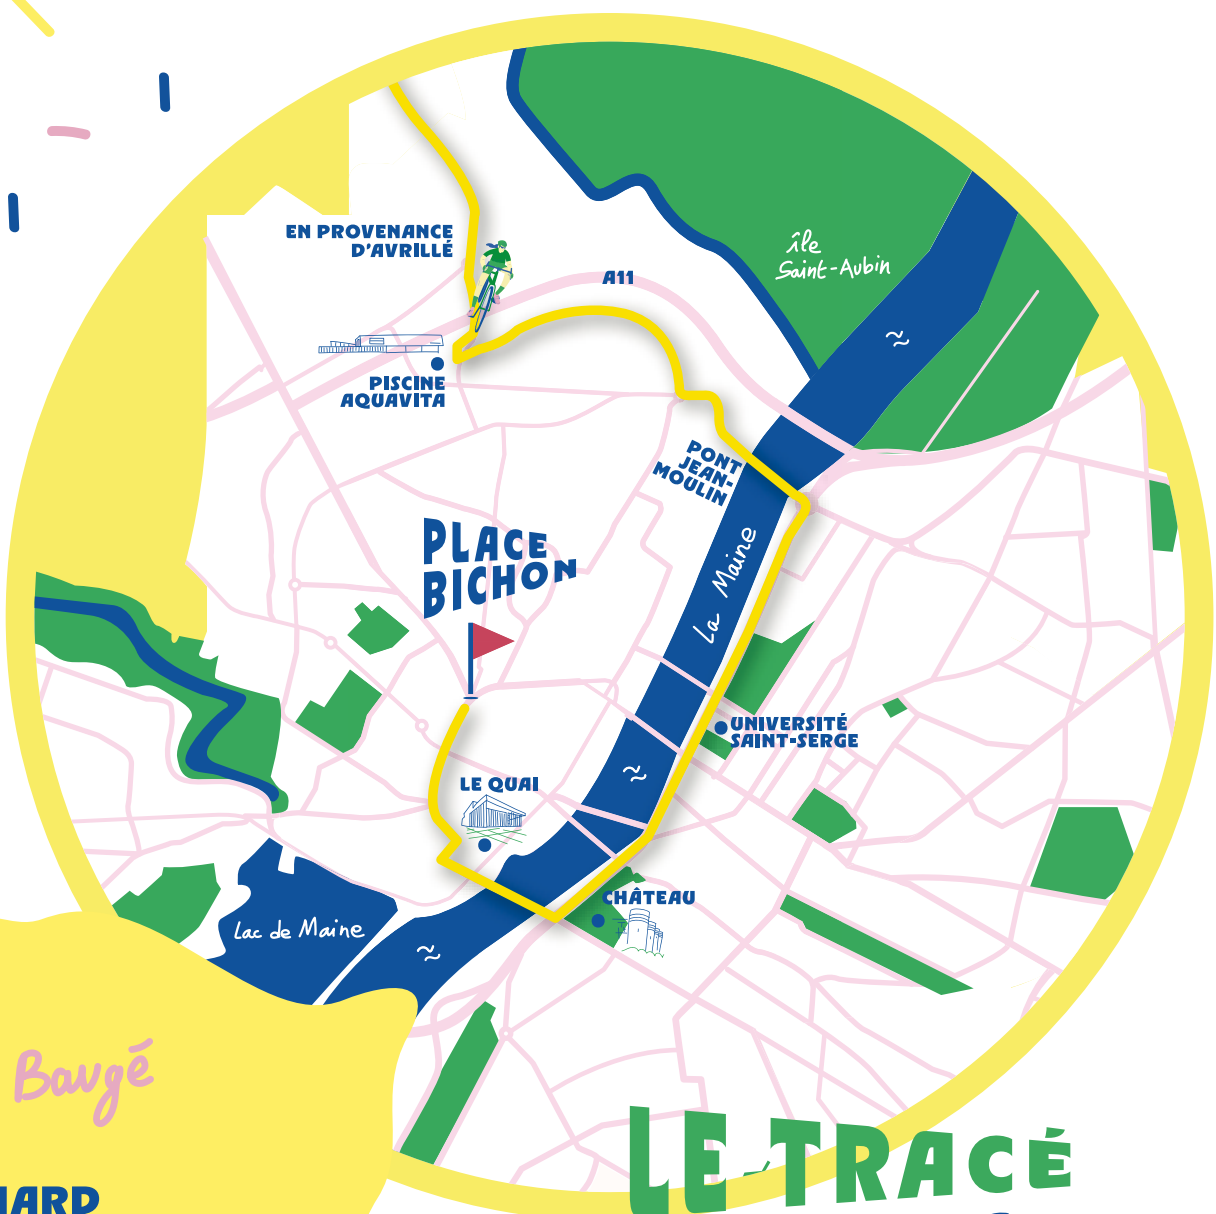 EN PROVENANCE
D'AVRILLÉ
A11
île
Saint-Aubin
PISCINE
AQUAVITA
PONT
JEAN-
MOULIN
PLACE
BICHON
La Maine
UNIVERSITÉ
SAINT-SERGE
LE QUAI
CHÂTEAU
Lac de Maine
Baugé
LE TRACÉ